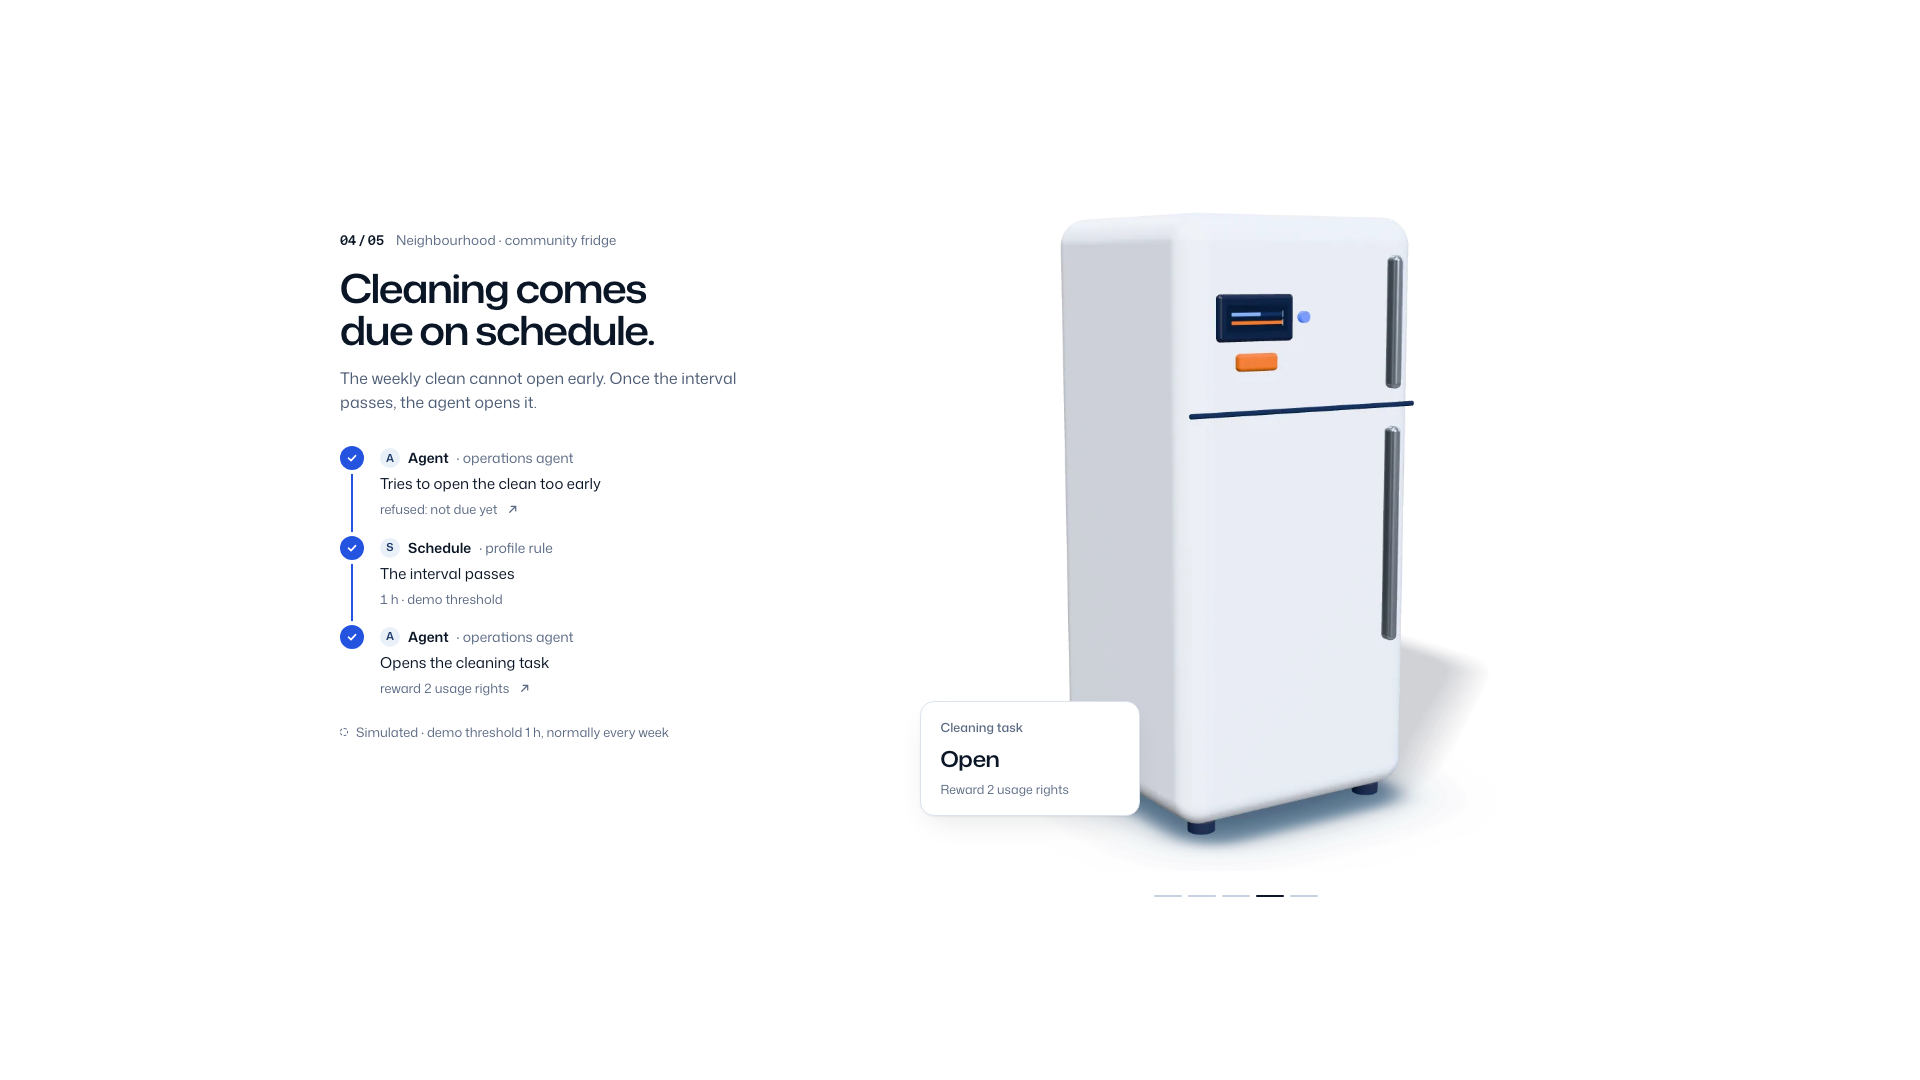 04 / 05 Neighbourhood · community fridge
Cleaning comes
due on schedule.
The weekly clean cannot open early. Once the interval
passes, the agent opens it.
A Agent · operations agent
Tries to open the clean too early
refused: not due yet ↗
S Schedule · profile rule
The interval passes
1 h · demo threshold
A Agent · operations agent
Opens the cleaning task
reward 2 usage rights ↗
Simulated · demo threshold 1 h, normally every week
Cleaning task
Open
Reward 2 usage rights